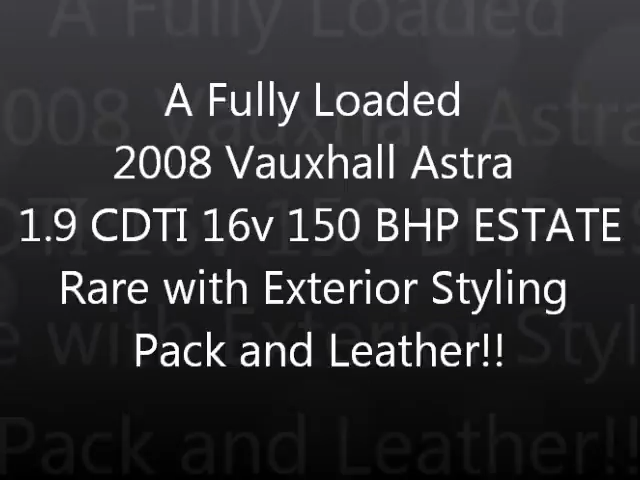 A Fully Loaded
2008 Vauxhall Astra
1.9 CDTI 16v 150 BHP ESTATE
Rare with Exterior Styling
Pack and Leather!!